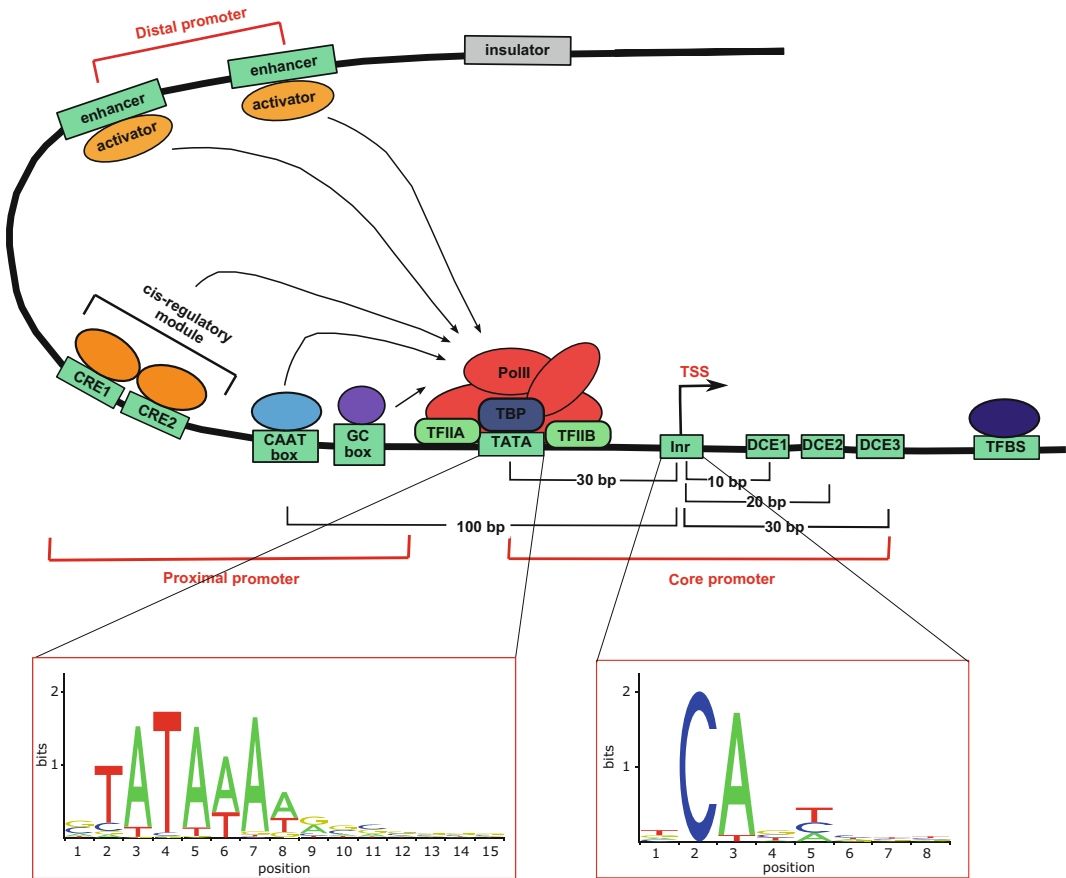 Distal promoter
insulator
enhancer
activator
enhancer
activator
cis-regulatory
module
CRE1
CRE2
CAAT
box
GC
box
PolII
TBP
TFIIA
TATA
TFIIB
TSS
Inr
DCE1
DCE2
DCE3
TFBS
30 bp
10 bp
20 bp
100 bp
30 bp
Proximal promoter
Core promoter
2
1
bits
T A T A A A A
1 2 3 4 5 6 7 8 9 10 11 12 13 14 15
position
2
1
bits
C A T
1 2 3 4 5 6 7 8
position